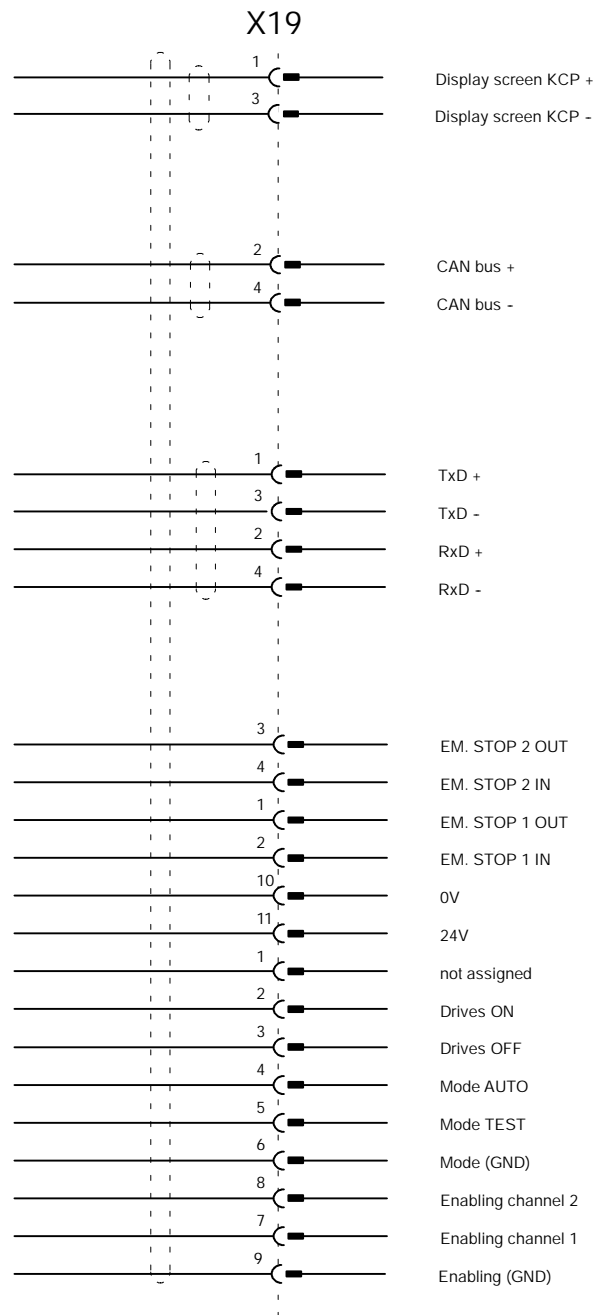 X19
1 Display screen KCP +
3 Display screen KCP -
2 CAN bus +
4 CAN bus -
1 TxD +
3 TxD -
2 RxD +
4 RxD -
3 EM. STOP 2 OUT
4 EM. STOP 2 IN
1 EM. STOP 1 OUT
2 EM. STOP 1 IN
10 0V
11 24V
1 not assigned
2 Drives ON
3 Drives OFF
4 Mode AUTO
5 Mode TEST
6 Mode (GND)
8 Enabling channel 2
7 Enabling channel 1
9 Enabling (GND)